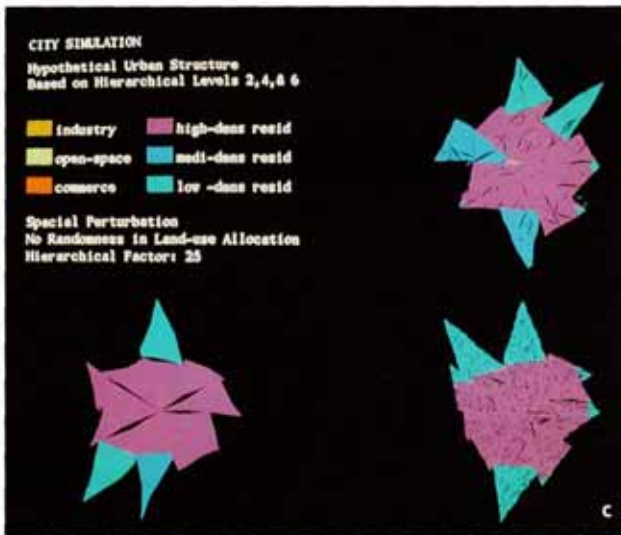 CITY SIMULATION
Hypothetical Urban Structure
Based on Hierarchical Levels 2,4,& 6
industry
high-dens resid
open-space
medi-dens resid
commerce
low -dens resid
Special Perturbation
No Randomness in Land-use Allocation
Hierarchical Factor: 25
C